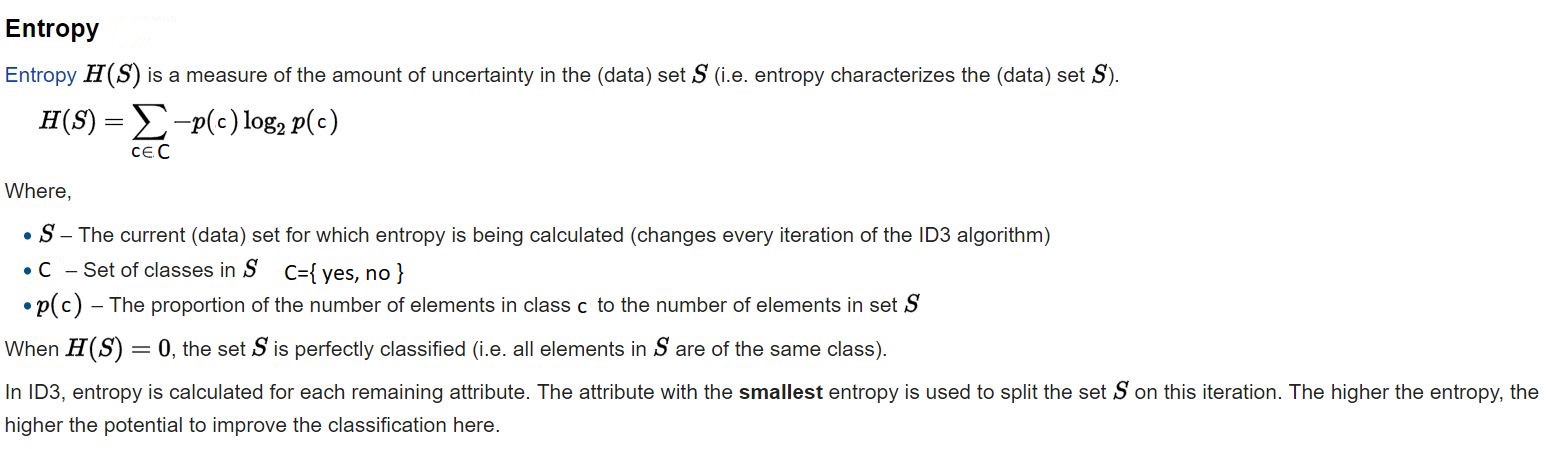 Entropy
Entropy H(S) is a measure of the amount of uncertainty in the (data) set S (i.e. entropy characterizes the (data) set S).
H(S) = ∑ −p(c) log₂ p(c)
c∈C
Where,
• S – The current (data) set for which entropy is being calculated (changes every iteration of the ID3 algorithm)
• C – Set of classes in S C={ yes, no }
• p(c) – The proportion of the number of elements in class c to the number of elements in set S
When H(S) = 0, the set S is perfectly classified (i.e. all elements in S are of the same class).
In ID3, entropy is calculated for each remaining attribute. The attribute with the smallest entropy is used to split the set S on this iteration. The higher the entropy, the
higher the potential to improve the classification here.